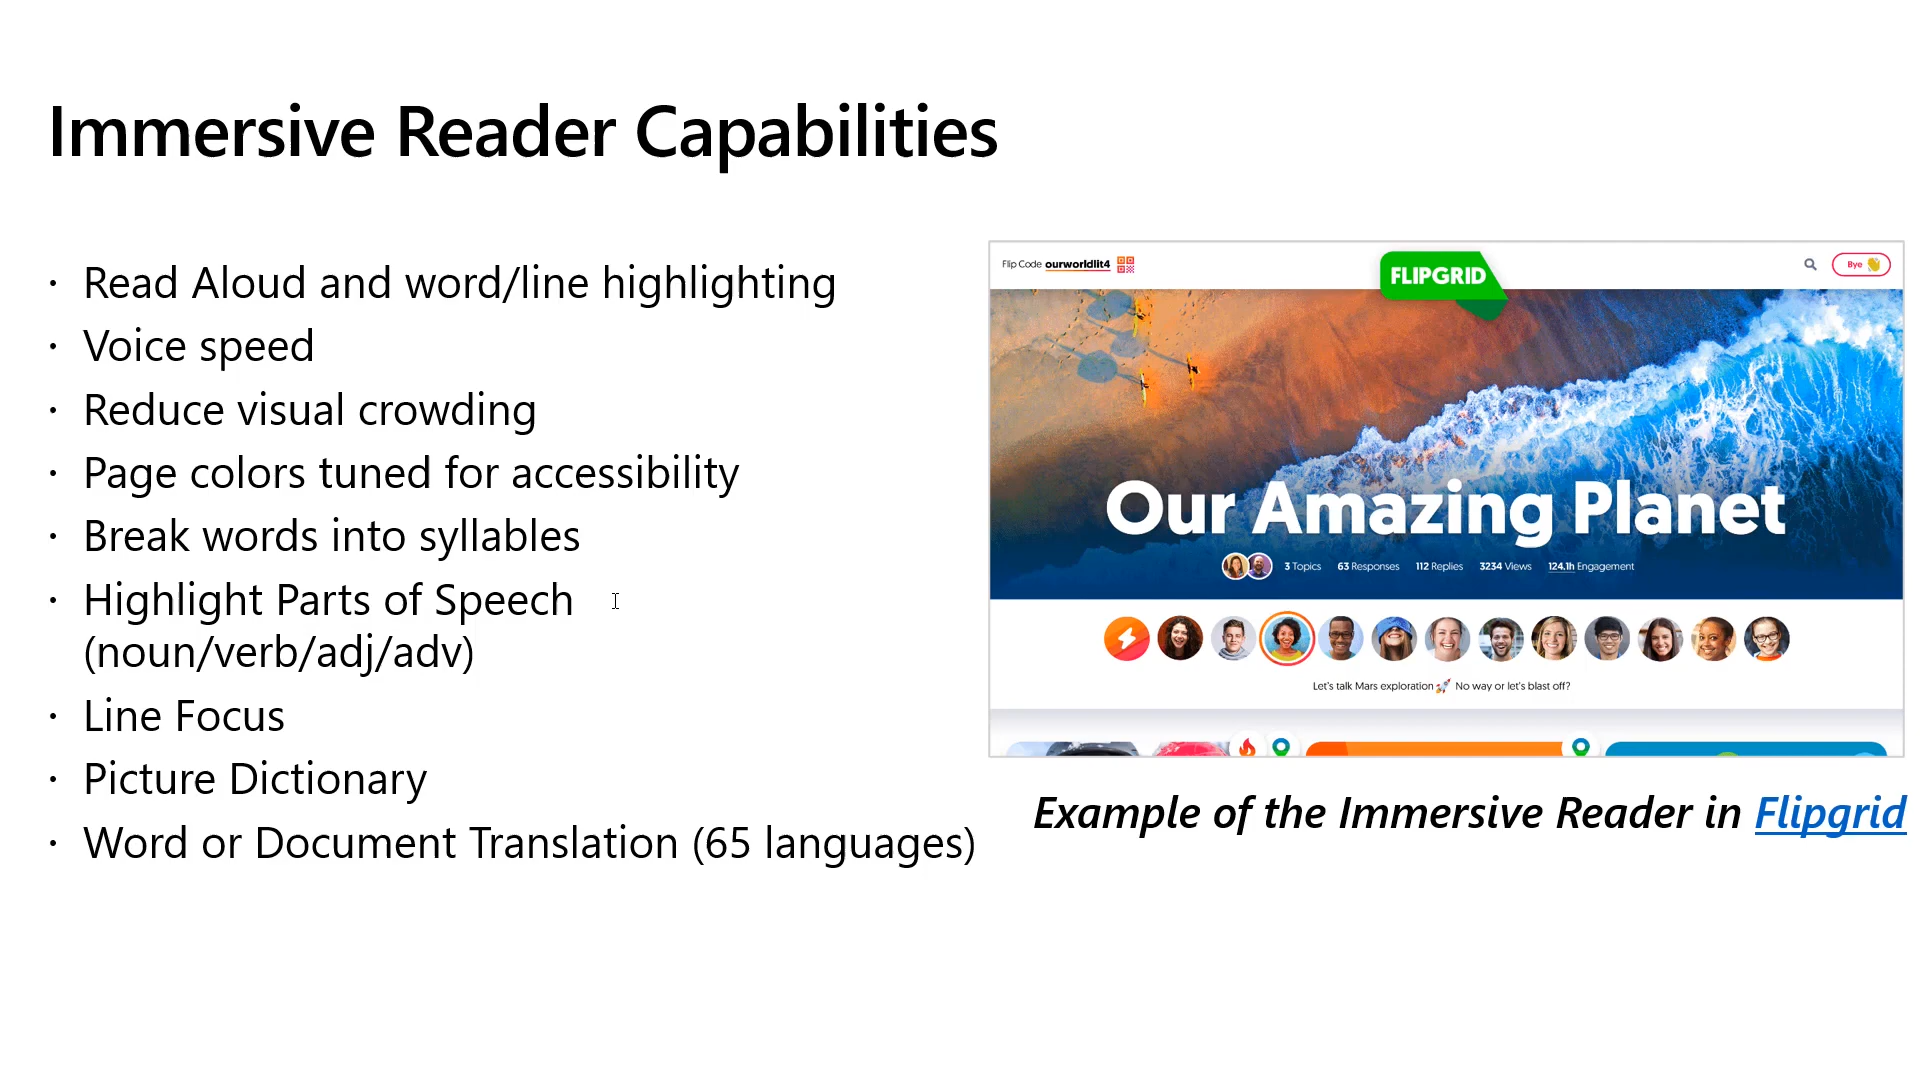 Immersive Reader Capabilities
· Read Aloud and word/line highlighting
· Voice speed
· Reduce visual crowding
· Page colors tuned for accessibility
· Break words into syllables
· Highlight Parts of Speech
(noun/verb/adj/adv)
· Line Focus
· Picture Dictionary
· Word or Document Translation (65 languages)
Flip Code ourworldlit4
FLIPGRID
Bye 👋
Our Amazing Planet
3 Topics 63 Responses 112 Replies 3234 Views 124.1h Engagement
Let's talk Mars exploration 🚀 No way or let's blast off?
Example of the Immersive Reader in Flipgrid